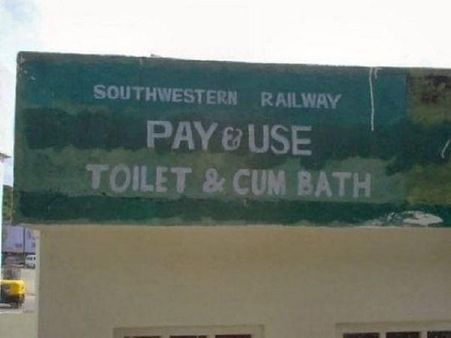 SOUTHWESTERN RAILWAY
PAY & USE
TOILET & CUM BATH